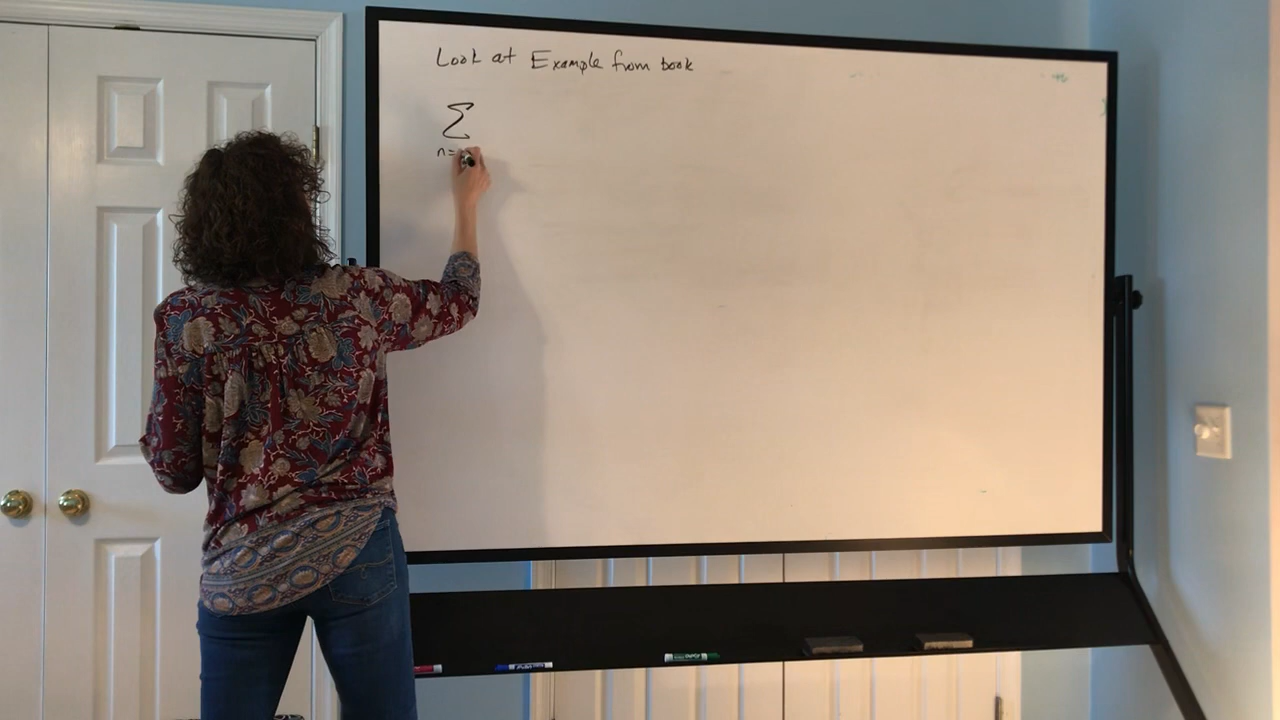 Look at Example from book
Σ
n=